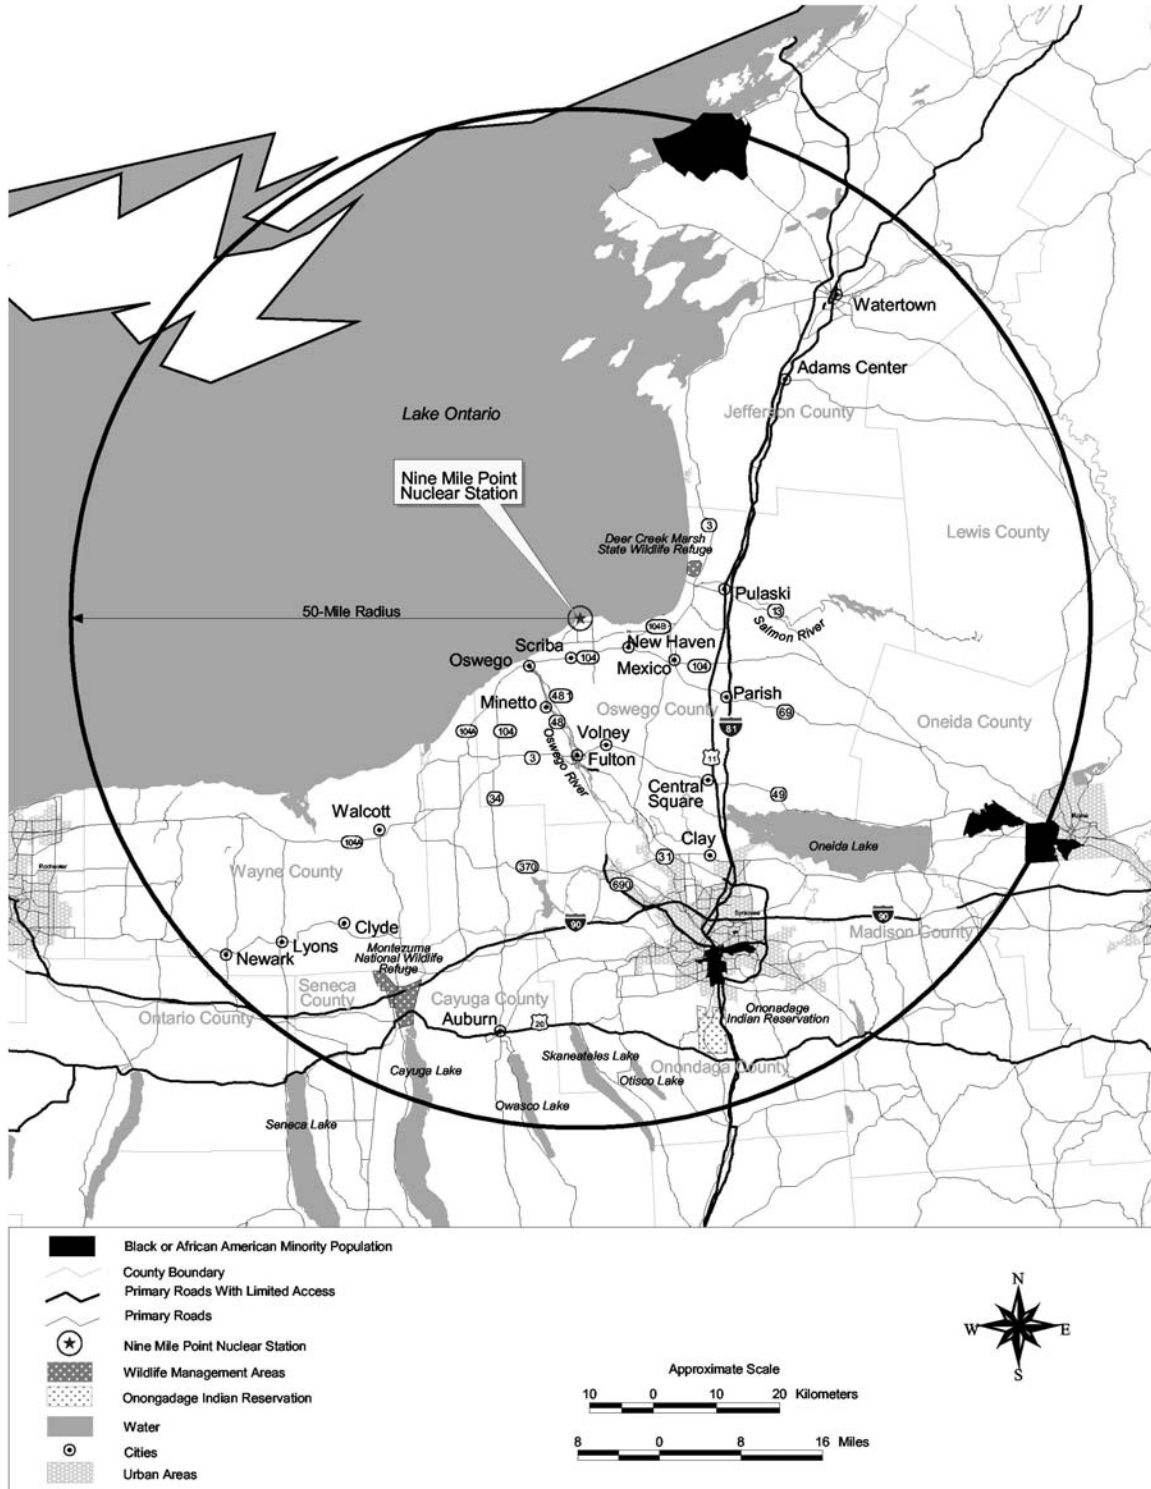 Watertown
Adams Center
Jefferson County
Lake Ontario
Nine Mile Point
Nuclear Station
3
Deer Creek Marsh
State Wildlife Refuge
Lewis County
Pulaski
13
Salmon River
50-Mile Radius
104B
New Haven
Scriba
104
Oswego
Mexico
104
481
Minetto
Parish
Oswego County
69
48
Oneida County
104A
104
Volney
81
Oswego River
3
Fulton
11
Central
Square
49
34
Walcott
Clay
Rome
104A
31
Oneida Lake
Rochester
Wayne County
370
690
Syracuse
90
90
Clyde
Madison County
Lyons
Newark
Montezuma
National Wildlife
Refuge
Seneca
County
Cayuga County
Ontario County
Auburn
20
Ononadage
Indian Reservation
Skaneateles Lake
Onondaga County
Cayuga Lake
Otisco Lake
Owasco Lake
Seneca Lake
Black or African American Minority Population
County Boundary
Primary Roads With Limited Access
Primary Roads
Nine Mile Point Nuclear Station
Wildlife Management Areas
Onongadage Indian Reservation
Water
Cities
Urban Areas
Approximate Scale
10 0 10 20 Kilometers
8 0 8 16 Miles
N
W E
S